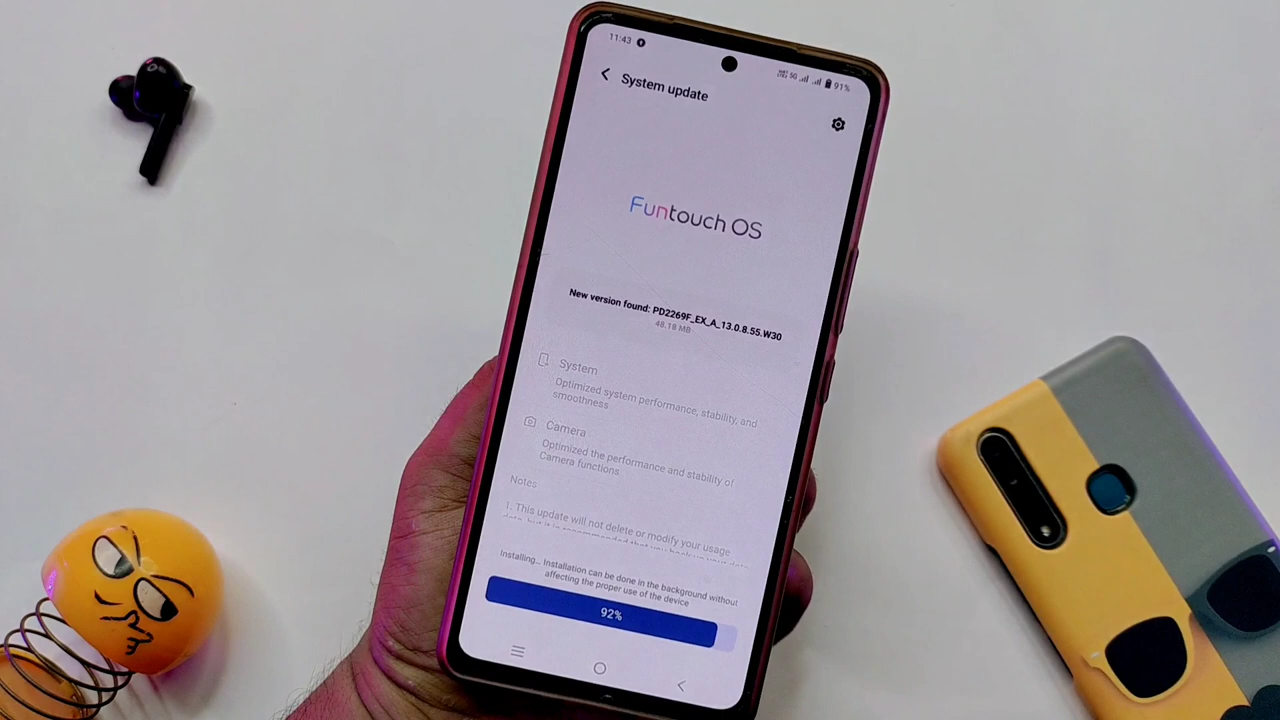 11:43
5G 91%
System update
Funtouch OS
New version found: PD2269F_EX_A_13.0.8.55.W30
48.18 MB
System
Optimized system performance, stability, and
smoothness
Camera
Optimized the performance and stability of
Camera functions
Notes
1. This update will not delete or modify your usage
Installing... Installation can be done in the background without
affecting the proper use of the device
92%